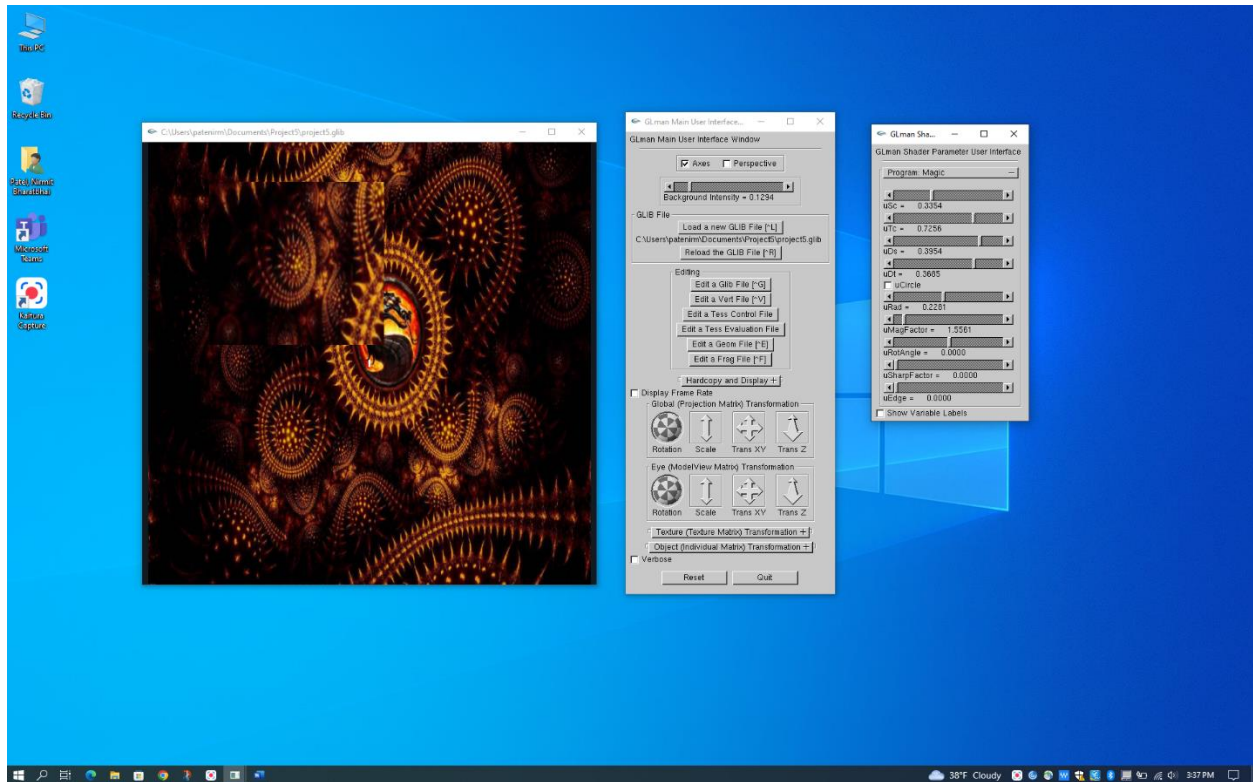 This PC
Recycle Bin
Patel, Nirmit
Bharatbhai
Microsoft
Teams
Kaltura
Capture
C:\Users\patenirm\Documents\Project5\project5.glib
GLman Main User Interface...
GLman Main User Interface Window
Axes Perspective
Background Intensity = 0.1294
GLIB File
Load a new GLIB File [^L]
C:\Users\patenirm\Documents\Project5\project5.glib
Reload the GLIB File [^R]
Editing
Edit a Glib File [^G]
Edit a Vert File [^V]
Edit a Tess Control File
Edit a Tess Evaluation File
Edit a Geom File [^E]
Edit a Frag File [^F]
Hardcopy and Display +
Display Frame Rate
Global (Projection Matrix) Transformation
Rotation Scale Trans XY Trans Z
Eye (ModelView Matrix) Transformation
Rotation Scale Trans XY Trans Z
Texture (Texture Matrix) Transformation +
Object (Individual Matrix) Transformation +
Verbose
Reset Quit
GLman Sha...
GLman Shader Parameter User Interface
Program: Magic
uSc = 0.3354
uTc = 0.7256
uDs = 0.3954
uDt = 0.3685
uCircle
uRad = 0.2281
uMagFactor = 1.5561
uRotAngle = 0.0000
uSharpFactor = 0.0000
uEdge = 0.0000
Show Variable Labels
38°F Cloudy 3:37 PM